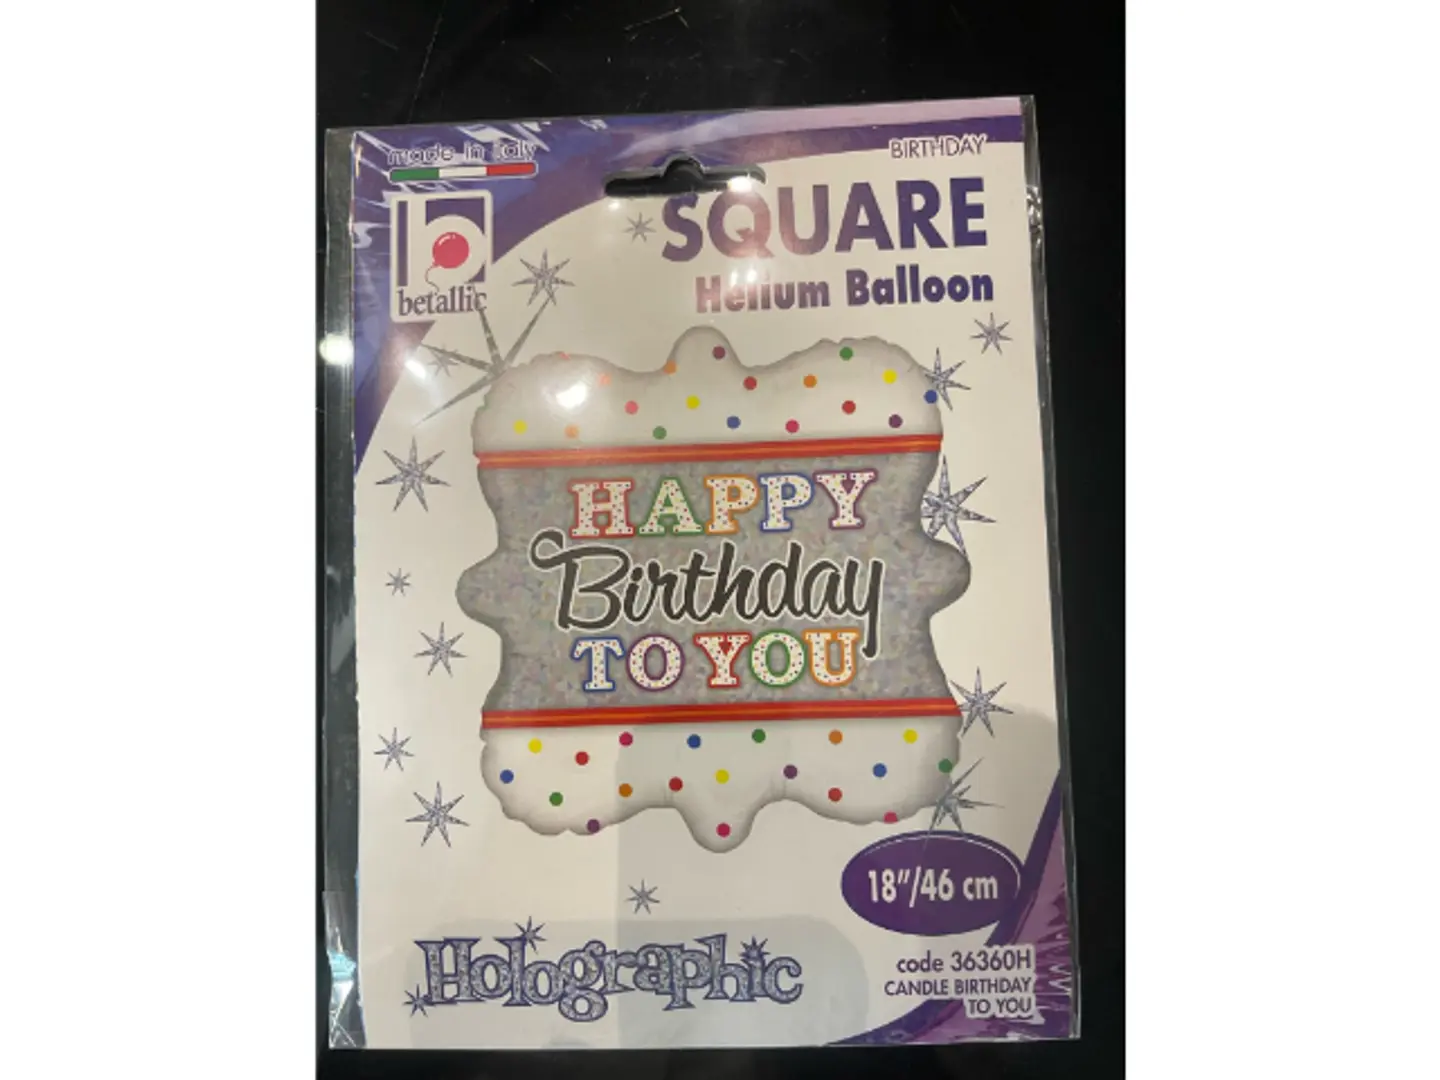 made in italy
BIRTHDAY
SQUARE
Helium Balloon
b
betallic
HAPPY
Birthday
TO YOU
18"/46 cm
Holographic
code 36360H
CANDLE BIRTHDAY
TO YOU